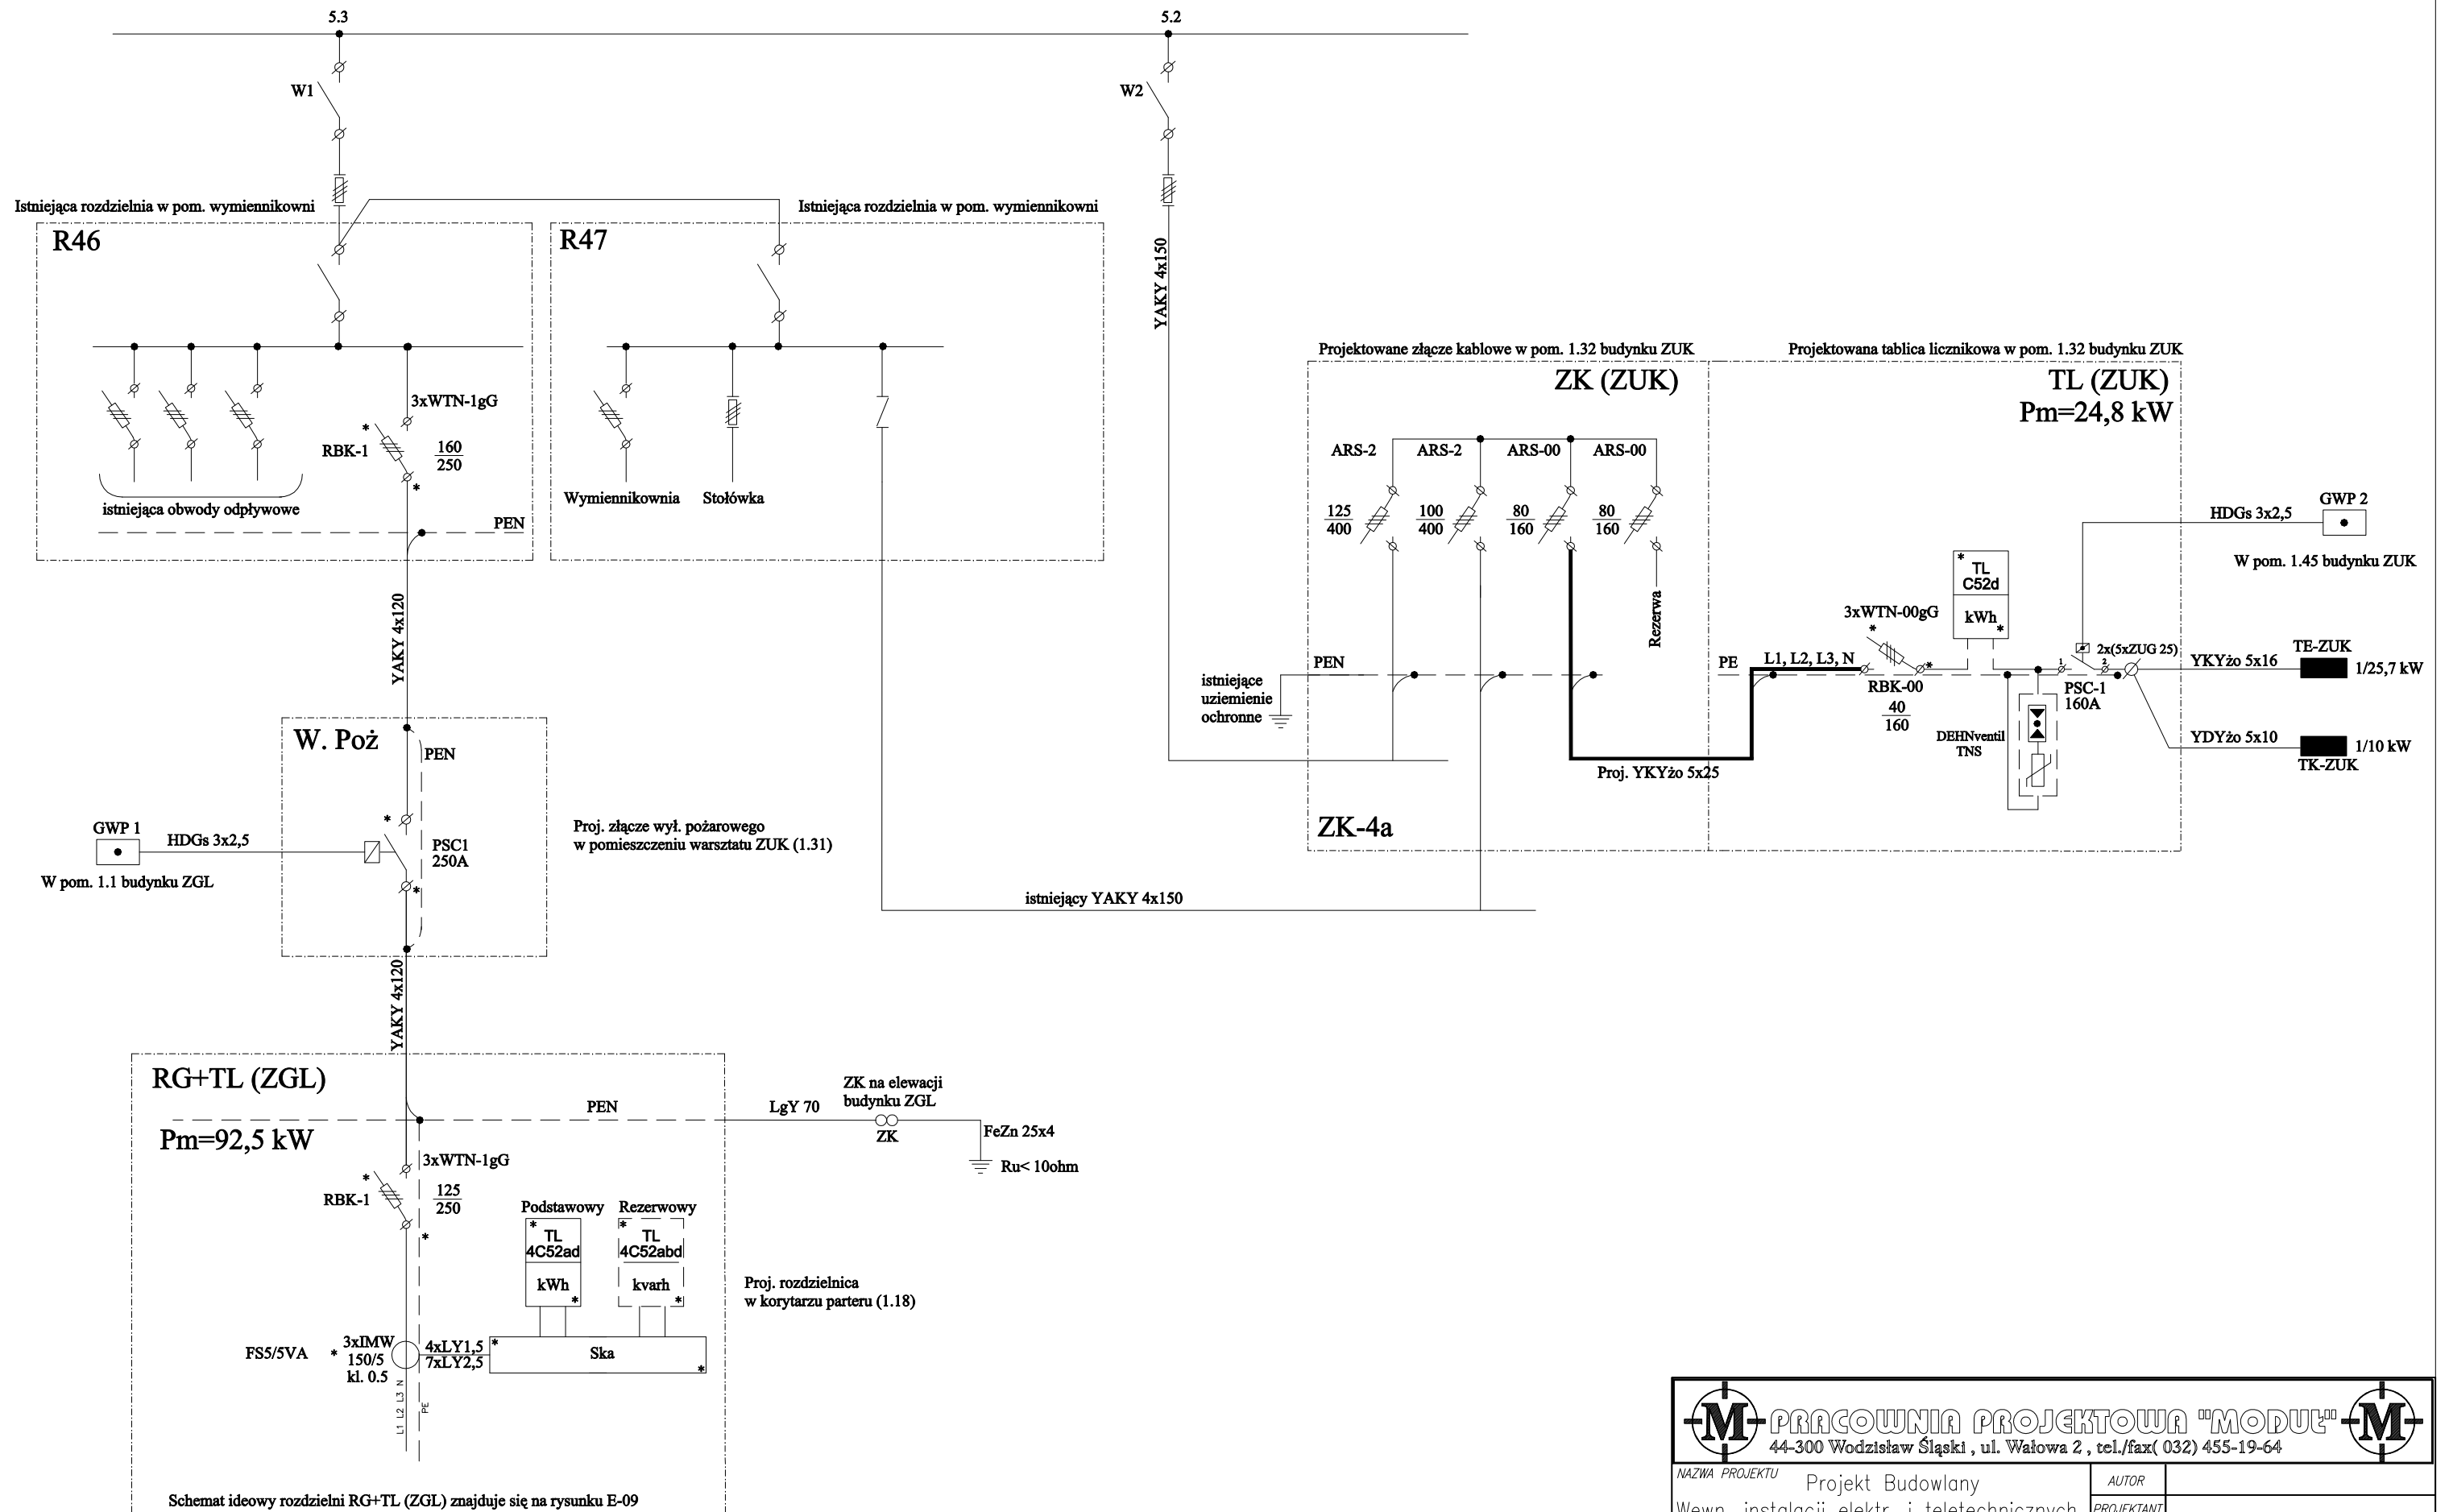 5.3
5.2
W1
W2
Istniejąca rozdzielnia w pom. wymiennikowni
Istniejąca rozdzielnia w pom. wymiennikowni
R46
R47
YAKY 4x150
Projektowane złącze kablowe w pom. 1.32 budynku ZUK
Projektowana tablica licznikowa w pom. 1.32 budynku ZUK
ZK (ZUK)
TL (ZUK)
Pm=24,8 kW
3xWTN-1gG
*
RBK-1
160
250
*
istniejąca obwody odpływowe
PEN
Wymiennikownia
Stołówka
ARS-2
ARS-2
ARS-00
ARS-00
125
400
100
400
80
160
80
160
Rezerwa
GWP 2
HDGs 3x2,5
W pom. 1.45 budynku ZUK
* TL
C52d
kWh
*
3xWTN-00gG
*
*
PEN
PE
L1, L2, L3, N
RBK-00
40
160
1
2
2x(5xZUG 25)
PSC-1
160A
YKYżo 5x16
TE-ZUK
1/25,7 kW
YDYżo 5x10
1/10 kW
TK-ZUK
DEHNventil
TNS
istniejące
uziemienie
ochronne
Proj. YKYżo 5x25
ZK-4a
YAKY 4x120
W. Poż
PEN
*
PSC1
250A
*
GWP 1
HDGs 3x2,5
W pom. 1.1 budynku ZGL
Proj. złącze wył. pożarowego
w pomieszczeniu warsztatu ZUK (1.31)
istniejący YAKY 4x150
YAKY 4x120
RG+TL (ZGL)
PEN
Pm=92,5 kW
LgY 70
ZK na elewacji
budynku ZGL
ZK
FeZn 25x4
Ru< 10ohm
3xWTN-1gG
*
RBK-1
125
250
*
Podstawowy
Rezerwowy
*
TL
4C52ad
kWh
*
*
TL
4C52abd
kvarh
*
Proj. rozdzielnica
w korytarzu parteru (1.18)
FS5/5VA
* 3xIMW
150/5
kl. 0.5
4xLY1,5
7xLY2,5
*
Ska
*
L1 L2 L3 N
PE
Schemat ideowy rozdzielni RG+TL (ZGL) znajduje się na rysunku E-09
M
PRACOWNIA PROJEKTOWA "MODUŁ"
M
44-300 Wodzisław Śląski , ul. Wałowa 2 , tel./fax( 032) 455-19-64
NAZWA PROJEKTU
Projekt Budowlany
AUTOR
Wewn. instalacji elektr. i teletechnicznych
PROJEKTANT